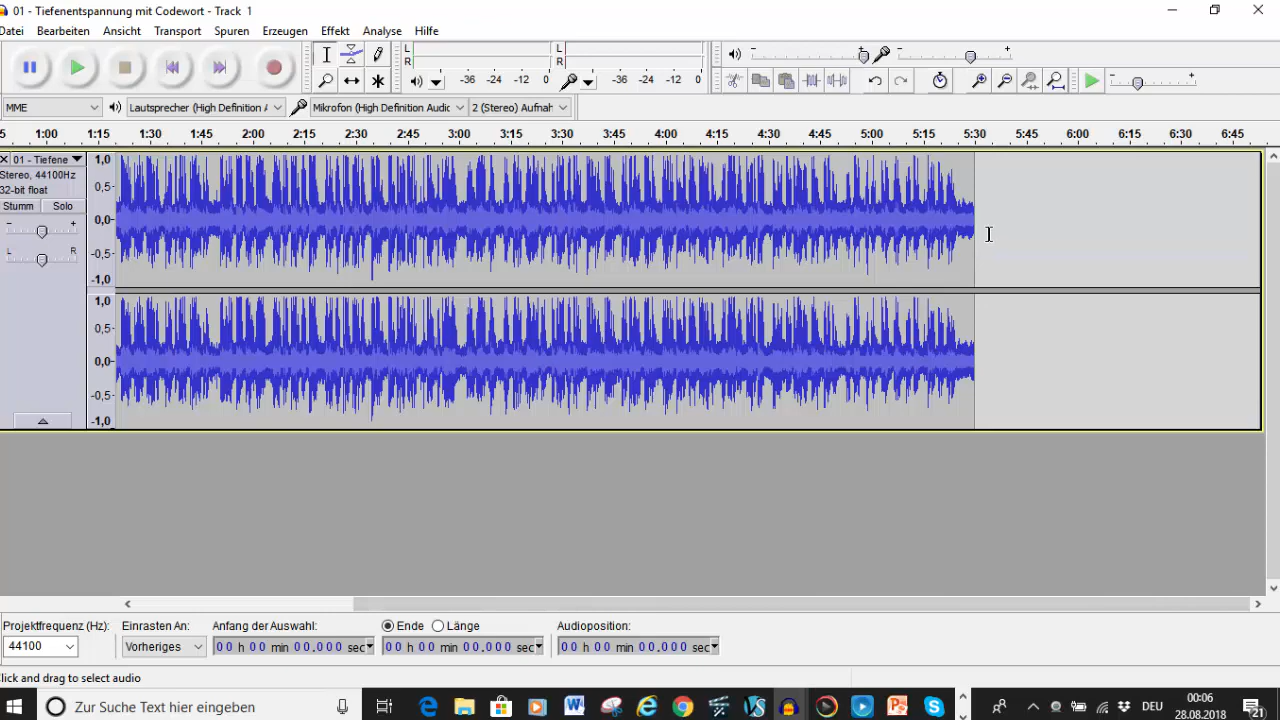 01 - Tiefenentspannung mit Codewort - Track 1
Datei Bearbeiten Ansicht Transport Spuren Erzeugen Effekt Analyse Hilfe
L
R
L
R
-36 -24 -12 0
-36 -24 -12 0
MME
Lautsprecher (High Definition A
Mikrofon (High Definition Audic
2 (Stereo) Aufnah
5 1:00 1:15 1:30 1:45 2:00 2:15 2:30 2:45 3:00 3:15 3:30 3:45 4:00 4:15 4:30 4:45 5:00 5:15 5:30 5:45 6:00 6:15 6:30 6:45
01 - Tiefene
Stereo, 44100Hz
32-bit float
Stumm Solo
- +
L R
1,0
0,5-
0,0-
-0,5-
-1,0
1,0
0,5-
0,0-
-0,5-
-1,0
Projektfrequenz (Hz): Einrasten An: Anfang der Auswahl: Ende Länge Audioposition:
44100 Vorheriges 00 h 00 min 00.000 sec 00 h 00 min 00.000 sec 00 h 00 min 00.000 sec
Click and drag to select audio
Zur Suche Text hier eingeben
DEU
00:06
28.08.2018
21